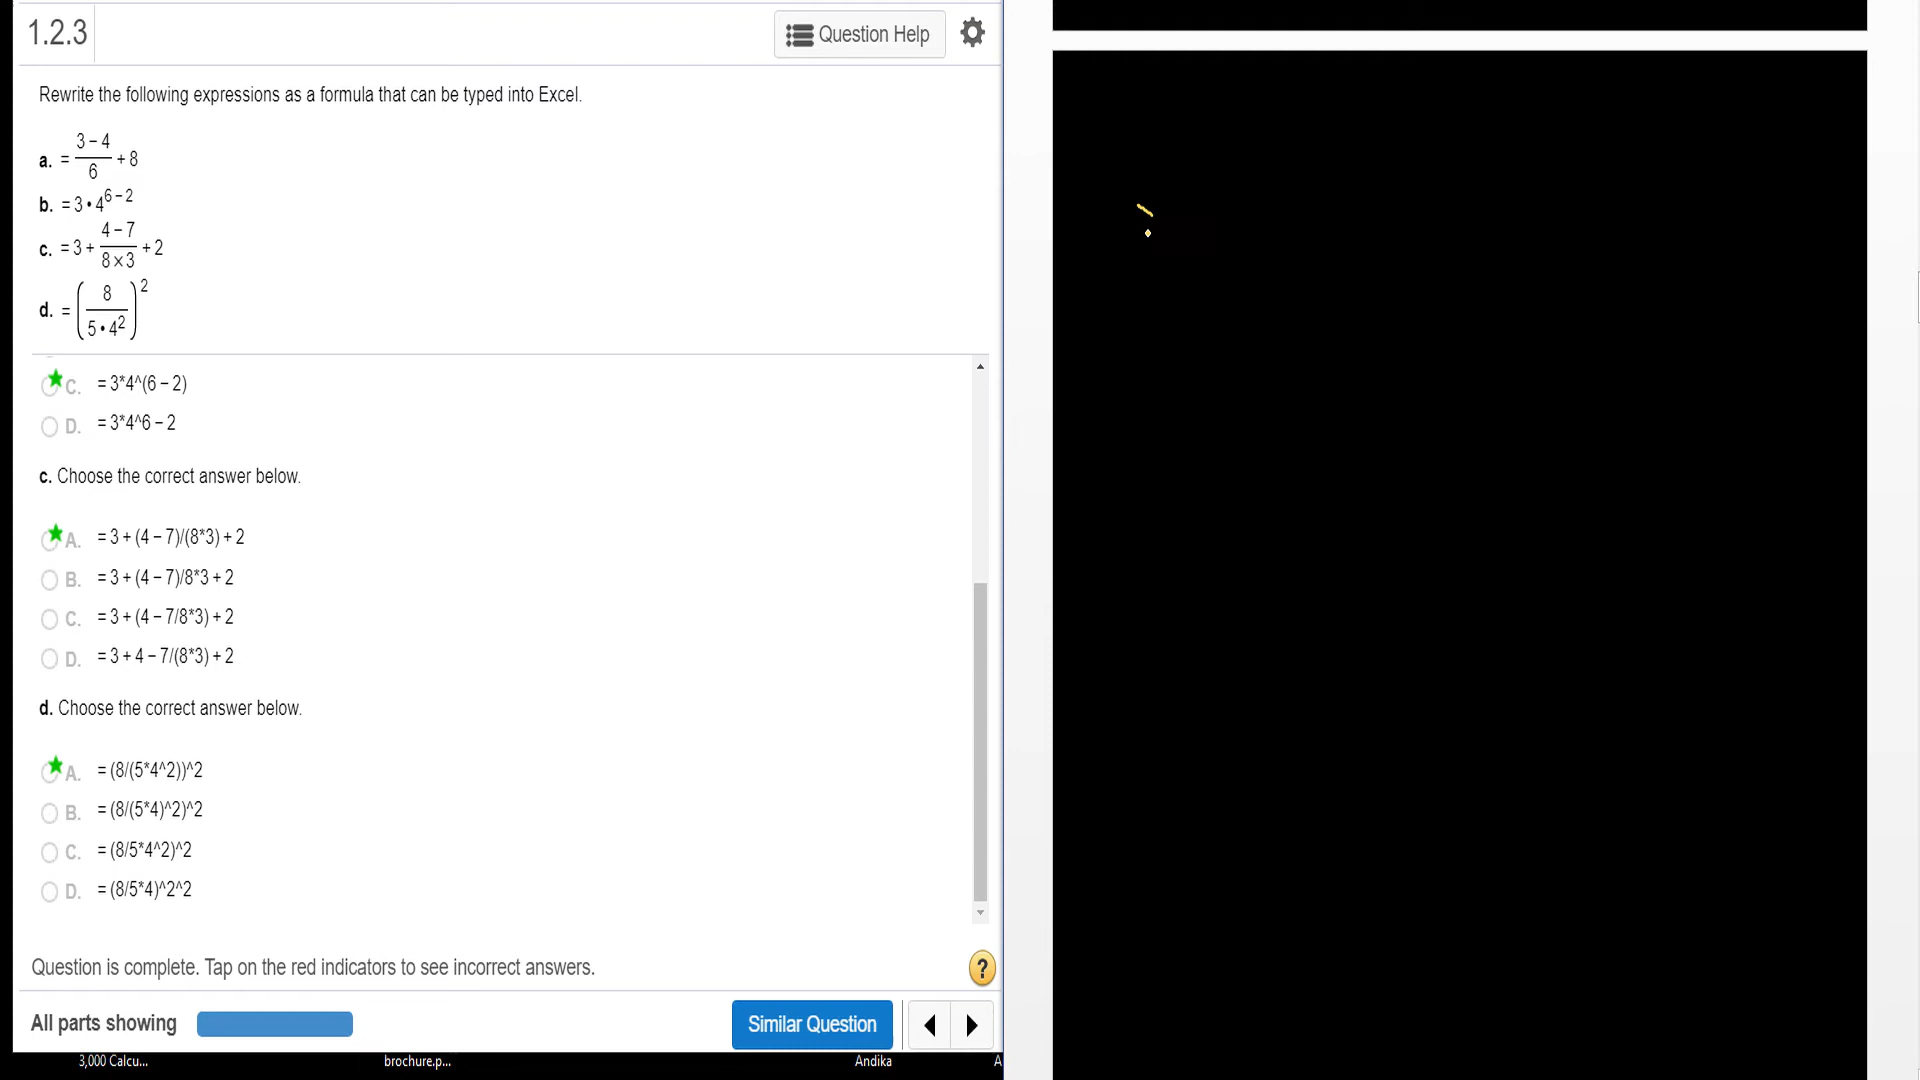 1.2.3
Question Help
Rewrite the following expressions as a formula that can be typed into Excel.
a. = \frac{3 − 4}{6} + 8
b. = 3 • 4^{6 − 2}
c. = 3 + \frac{4 − 7}{8 × 3} + 2
d. = \left(\frac{8}{5 • 4^2}\right)^2
C. = 3*4^(6 − 2)
D. = 3*4^6 − 2
c. Choose the correct answer below.
A. = 3 + (4 − 7)/(8*3) + 2
B. = 3 + (4 − 7)/8*3 + 2
C. = 3 + (4 − 7/8*3) + 2
D. = 3 + 4 − 7/(8*3) + 2
d. Choose the correct answer below.
A. = (8/(5*4^2))^2
B. = (8/(5*4)^2)^2
C. = (8/5*4^2)^2
D. = (8/5*4)^2^2
Question is complete. Tap on the red indicators to see incorrect answers.
?
All parts showing
Similar Question
3,000 Calcu...
brochure.p...
Andika
A